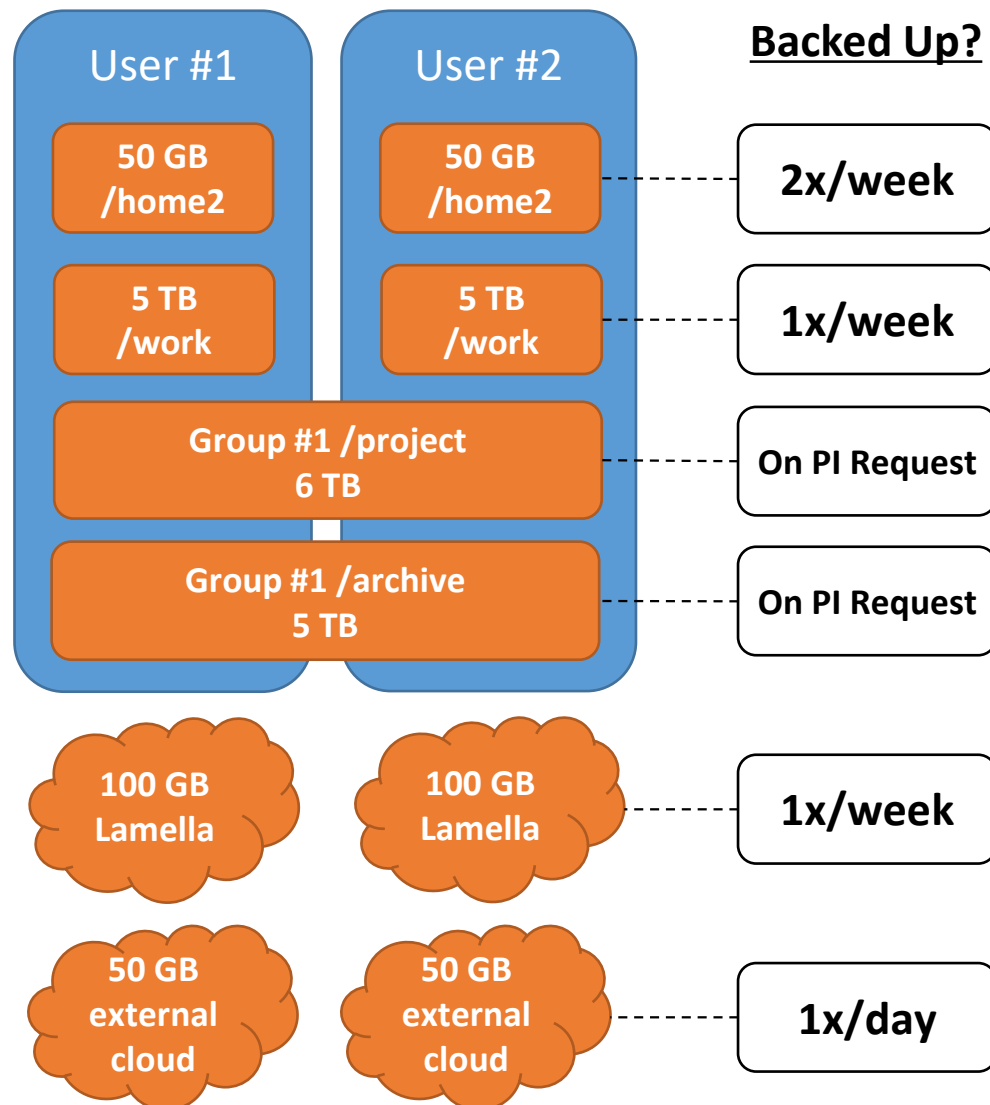 User #1
User #2
Backed Up?
50 GB
/home2
50 GB
/home2
2x/week
5 TB
/work
5 TB
/work
1x/week
Group #1 /project
6 TB
On PI Request
Group #1 /archive
5 TB
On PI Request
100 GB
Lamella
100 GB
Lamella
1x/week
50 GB
external
cloud
50 GB
external
cloud
1x/day